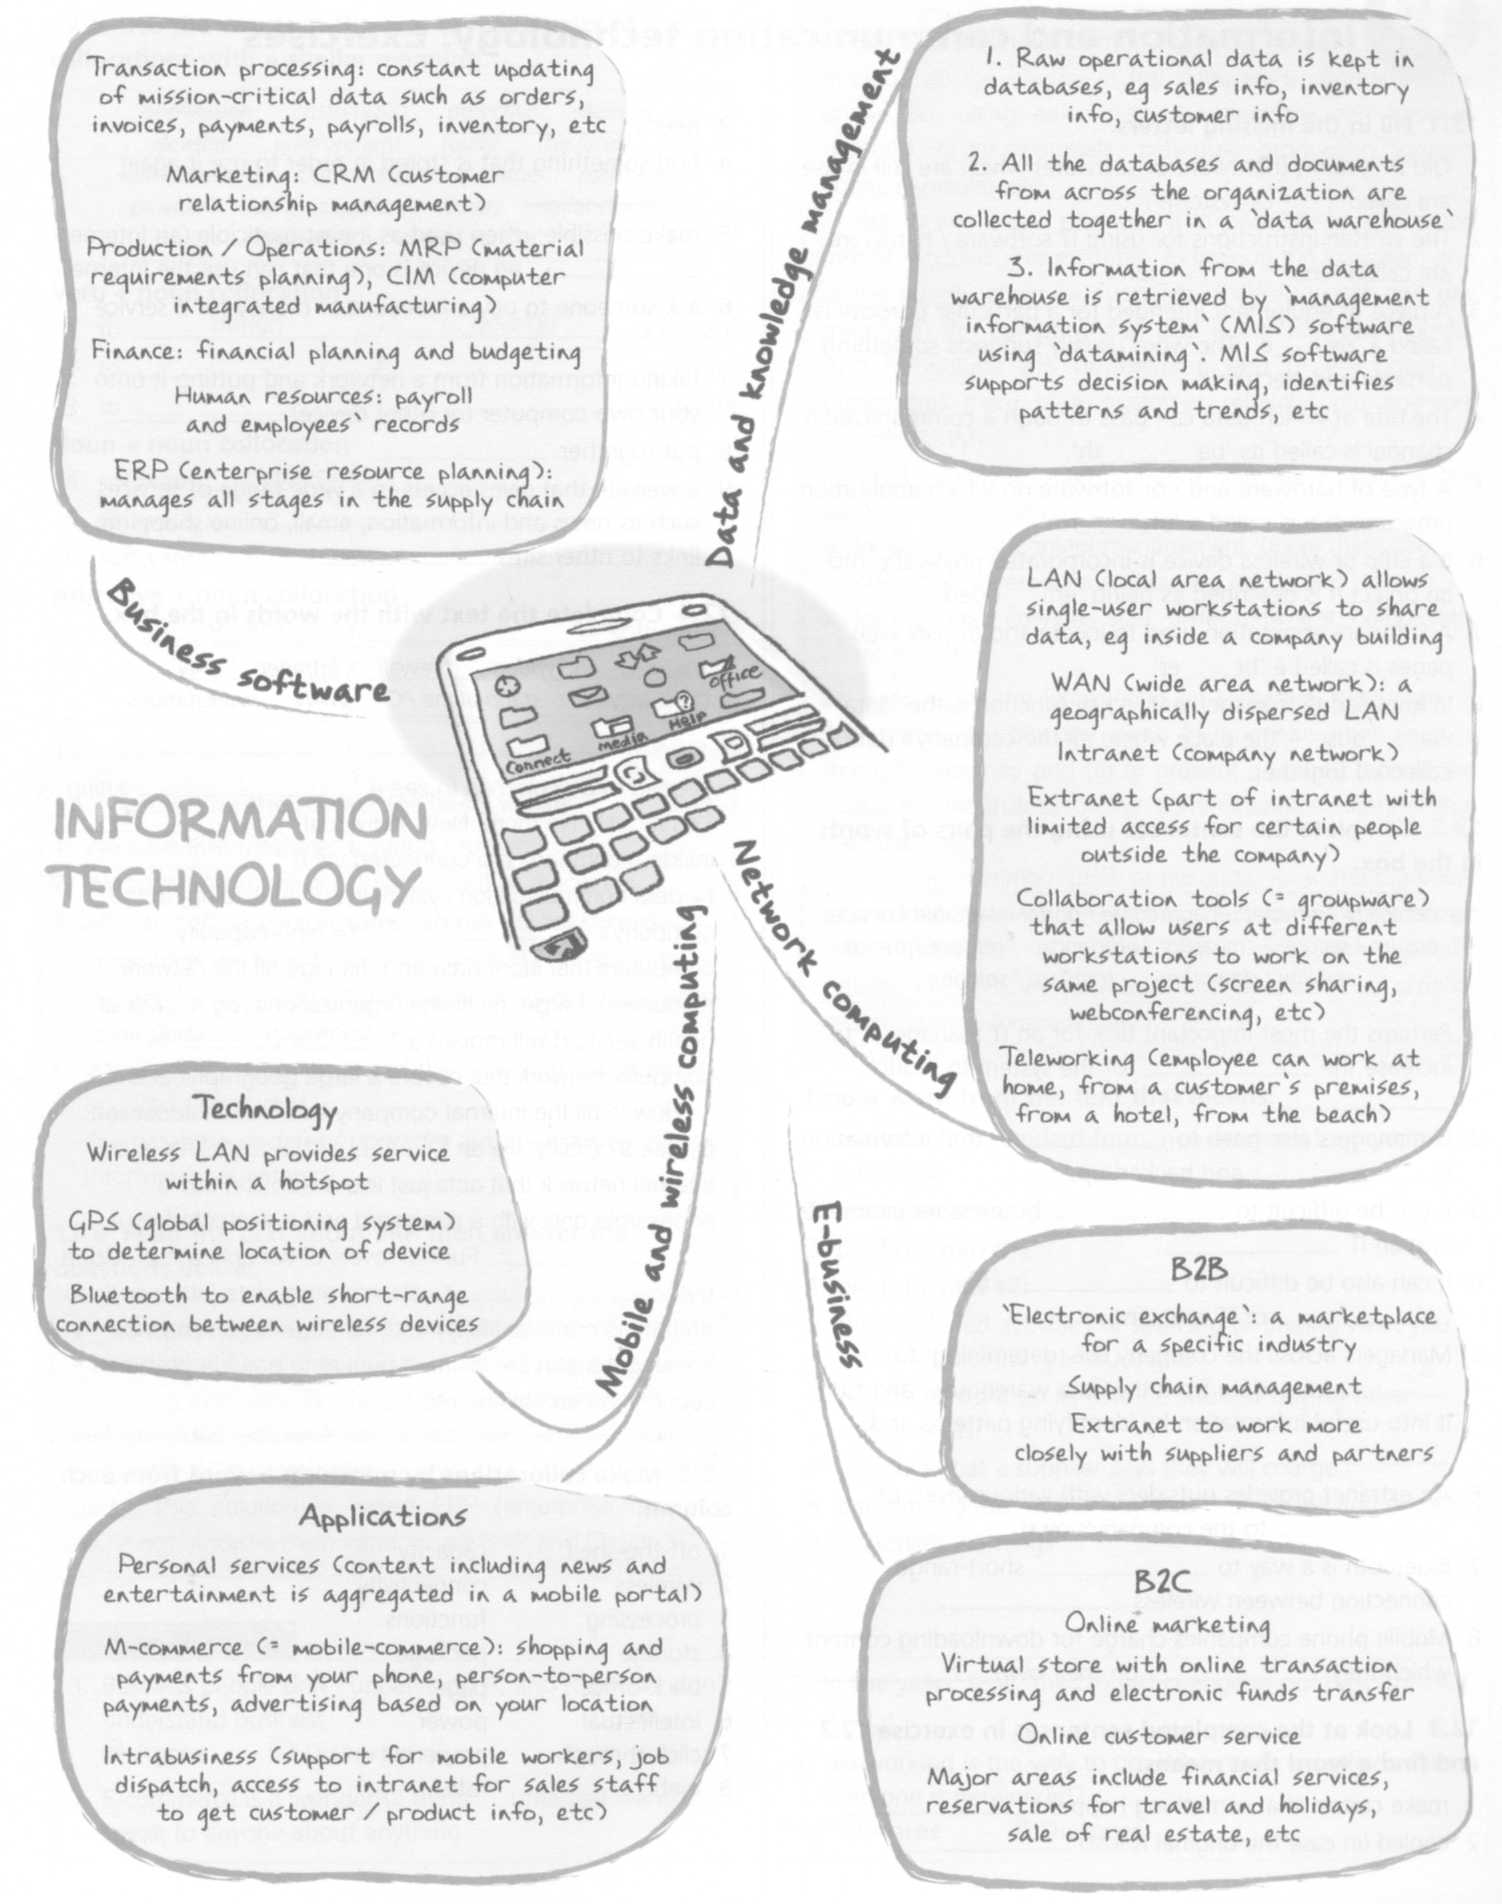 Transaction processing: constant updating
of mission-critical data such as orders,
invoices, payments, payrolls, inventory, etc
Marketing: CRM (customer
relationship management)
Production / Operations: MRP (material
requirements planning), CIM (computer
integrated manufacturing)
Finance: financial planning and budgeting
Human resources: payroll
and employees' records
ERP (enterprise resource planning):
manages all stages in the supply chain
Business software
Data and knowledge management
1. Raw operational data is kept in
databases, eg sales info, inventory
info, customer info
2. All the databases and documents
from across the organization are
collected together in a 'data warehouse'
3. Information from the data
warehouse is retrieved by 'management
information system' (MIS) software
using 'datamining'. MIS software
supports decision making, identifies
patterns and trends, etc
office
Help
media
Connect
INFORMATION
TECHNOLOGY
Network computing
LAN (local area network) allows
single-user workstations to share
data, eg inside a company building
WAN (wide area network): a
geographically dispersed LAN
Intranet (company network)
Extranet (part of intranet with
limited access for certain people
outside the company)
Collaboration tools (= groupware)
that allow users at different
workstations to work on the
same project (screen sharing,
webconferencing, etc)
Teleworking (employee can work at
home, from a customer's premises,
from a hotel, from the beach)
Mobile and wireless computing
Technology
Wireless LAN provides service
within a hotspot
GPS (global positioning system)
to determine location of device
Bluetooth to enable short-range
connection between wireless devices
Applications
Personal services (content including news and
entertainment is aggregated in a mobile portal)
M-commerce (= mobile-commerce): shopping and
payments from your phone, person-to-person
payments, advertising based on your location
Intrabusiness (support for mobile workers, job
dispatch, access to intranet for sales staff
to get customer / product info, etc)
E-business
B2B
'Electronic exchange': a marketplace
for a specific industry
Supply chain management
Extranet to work more
closely with suppliers and partners
B2C
Online marketing
Virtual store with online transaction
processing and electronic funds transfer
Online customer service
Major areas include financial services,
reservations for travel and holidays,
sale of real estate, etc